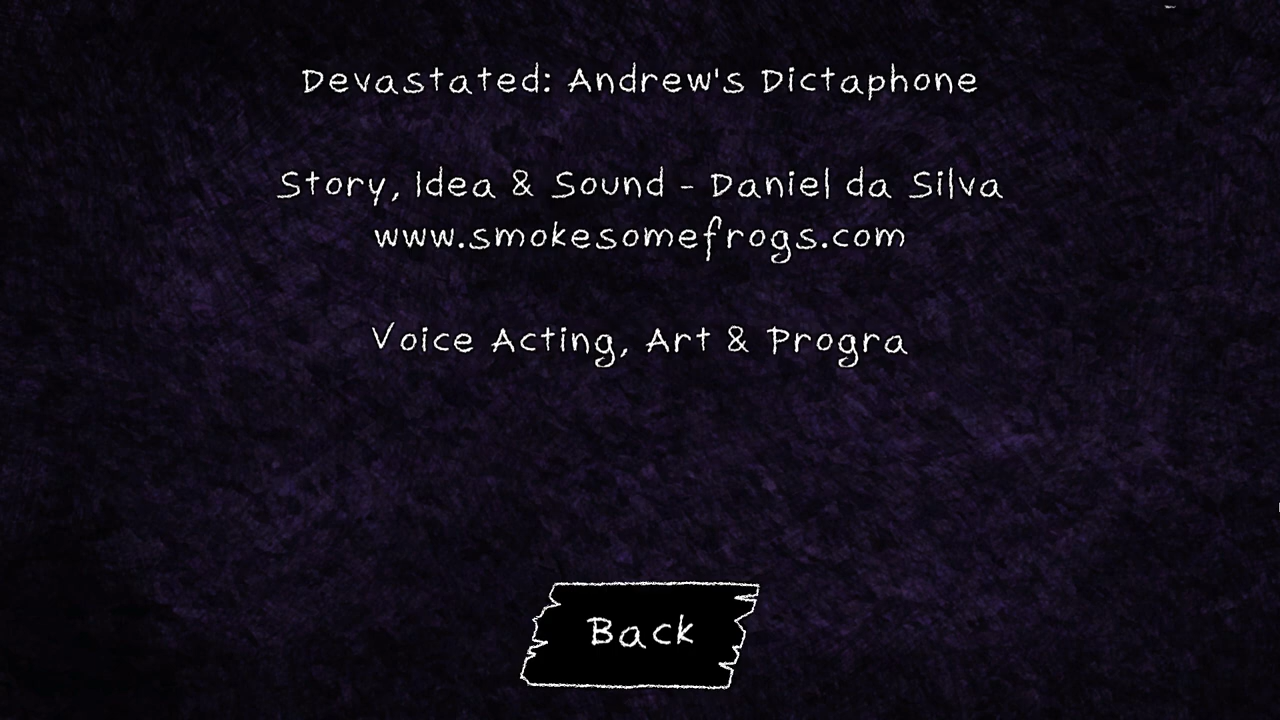 Devastated: Andrew's Dictaphone
Story, Idea & Sound - Daniel da Silva
www.smokesomefrogs.com
Voice Acting, Art & Progra
Back